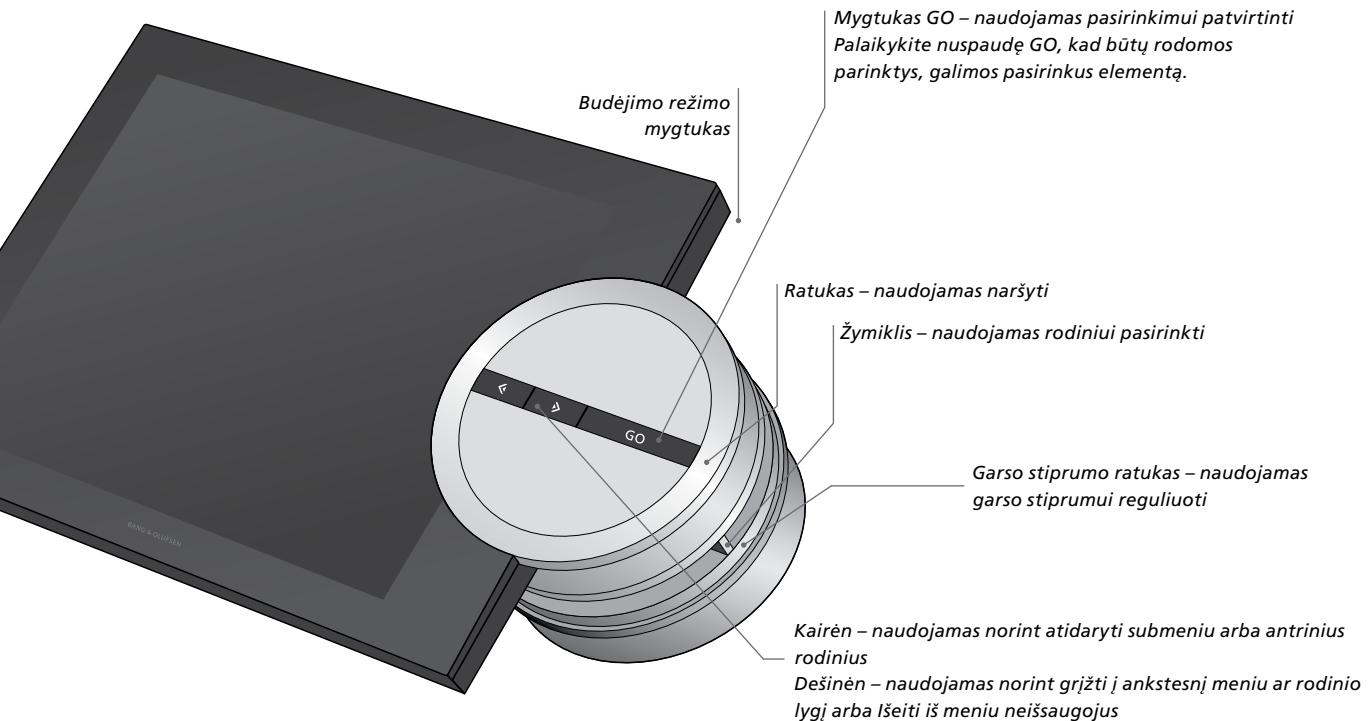 Mygtukas GO – naudojamas pasirinkimui patvirtinti
Palaikykite nuspaudę GO, kad būtų rodomos
parinktys, galimos pasirinkus elementą.
Budėjimo režimo
mygtukas
Ratukas – naudojamas naršyti
Žymiklis – naudojamas rodiniui pasirinkti
GO
Garso stiprumo ratukas – naudojamas
garso stiprumui reguliuoti
BANG & OLUFSEN
Kairėn – naudojamas norint atidaryti submeniu arba antrinius
rodinius
Dešinėn – naudojamas norint grįžti į ankstesnį meniu ar rodinio
lygį arba Išeiti iš meniu neišsaugojus